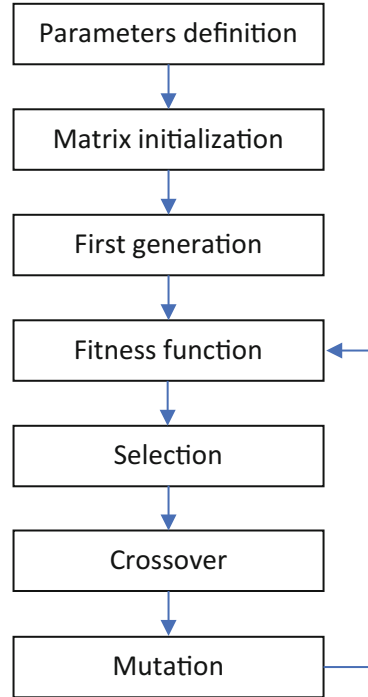 Parameters definition
Matrix initialization
First generation
Fitness function
Selection
Crossover
Mutation